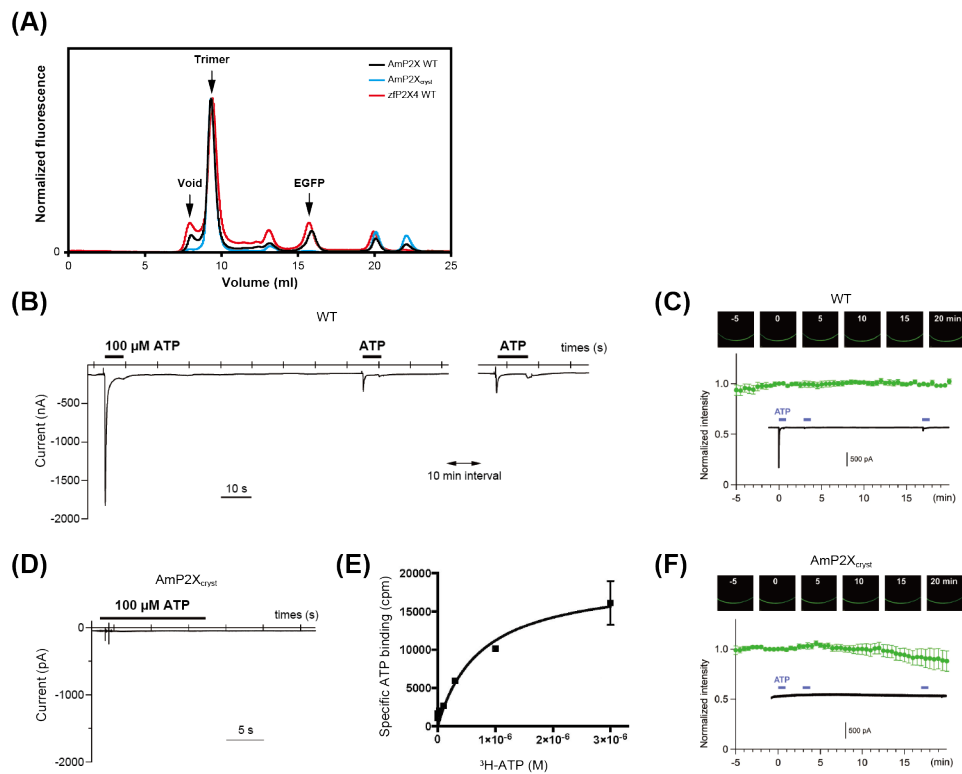 (A)
Normalized fluorescence
Trimer
Void
EGFP
AmP2X WT
AmP2Xcryst
zfP2X4 WT
0 5 10 15 20 25
Volume (ml)
(B)
WT
100 µM ATP
ATP
ATP
times (s)
Current (nA)
-500
-1000
-1500
-2000
10 s
10 min interval
(C)
WT
-5 0 5 10 15 20 min
Normalized intensity
1.0
0.5
0
ATP
500 pA
-5 0 5 10 15 (min)
(D)
AmP2Xcryst
100 µM ATP
times (s)
Current (pA)
0
-1000
-2000
5 s
(E)
Specific ATP binding (cpm)
20000
15000
10000
5000
0
0 1×10-6 2×10-6 3×10-6
³H-ATP (M)
(F)
AmP2Xcryst
-5 0 5 10 15 20 min
Normalized intensity
1.0
0.5
0
ATP
500 pA
-5 0 5 10 15 (min)